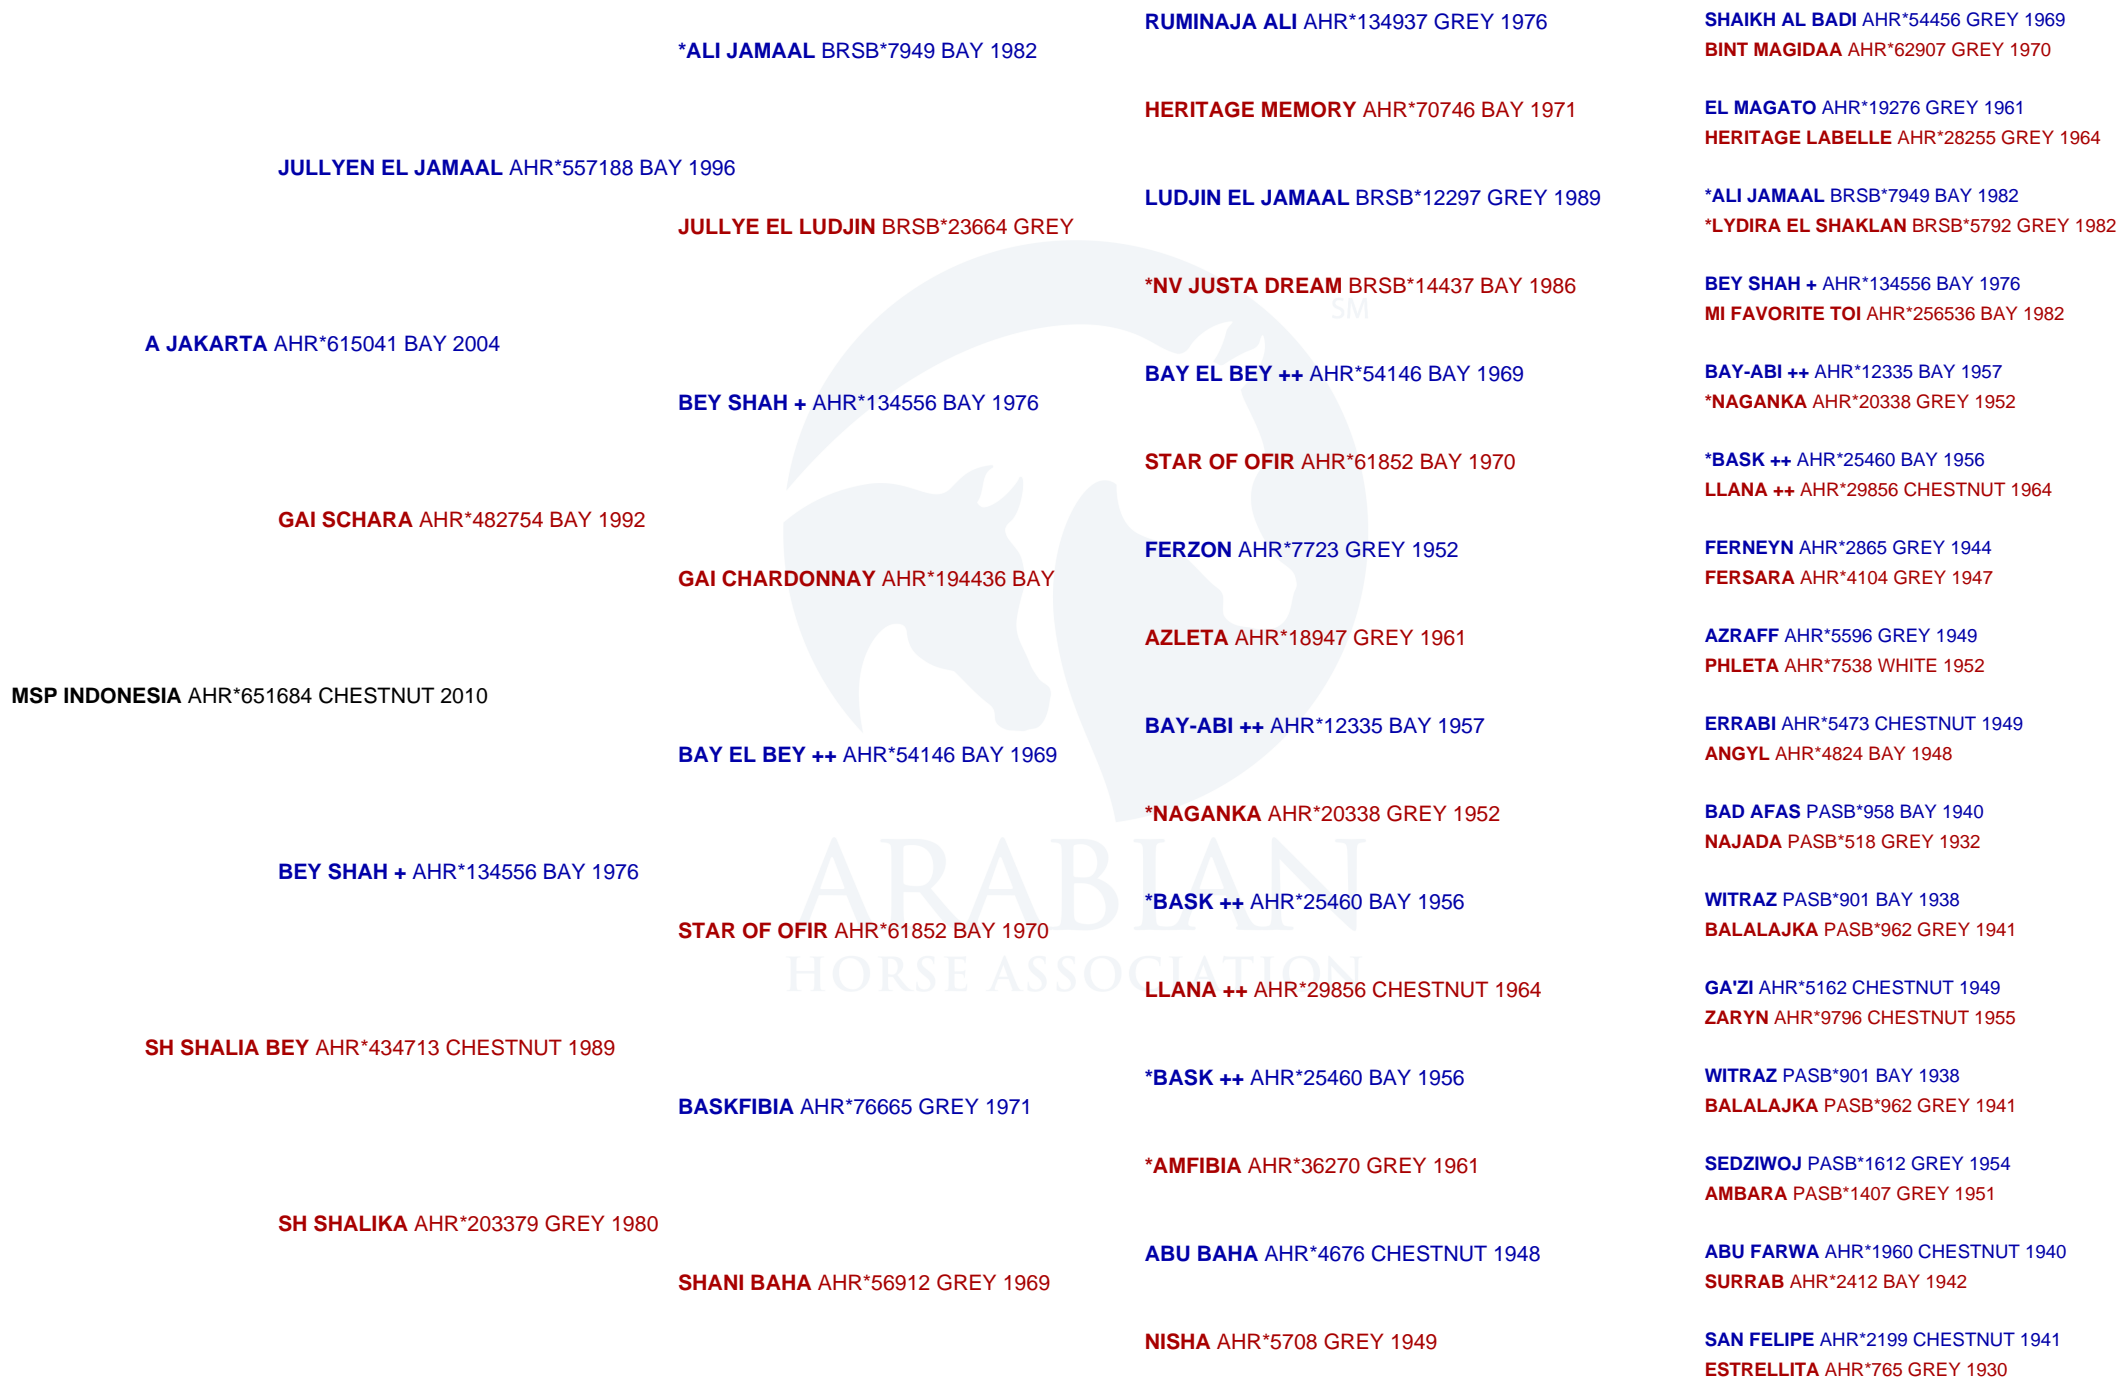 RUMINAJA ALI AHR*134937 GREY 1976
SHAIKH AL BADI AHR*54456 GREY 1969
*ALI JAMAAL BRSB*7949 BAY 1982
BINT MAGIDAA AHR*62907 GREY 1970
HERITAGE MEMORY AHR*70746 BAY 1971
EL MAGATO AHR*19276 GREY 1961
HERITAGE LABELLE AHR*28255 GREY 1964
JULLYEN EL JAMAAL AHR*557188 BAY 1996
LUDJIN EL JAMAAL BRSB*12297 GREY 1989
*ALI JAMAAL BRSB*7949 BAY 1982
JULLYE EL LUDJIN BRSB*23664 GREY
*LYDIRA EL SHAKLAN BRSB*5792 GREY 1982
*NV JUSTA DREAM BRSB*14437 BAY 1986
BEY SHAH + AHR*134556 BAY 1976
SM
MI FAVORITE TOI AHR*256536 BAY 1982
A JAKARTA AHR*615041 BAY 2004
BAY EL BEY ++ AHR*54146 BAY 1969
BAY-ABI ++ AHR*12335 BAY 1957
BEY SHAH + AHR*134556 BAY 1976
*NAGANKA AHR*20338 GREY 1952
STAR OF OFIR AHR*61852 BAY 1970
*BASK ++ AHR*25460 BAY 1956
LLANA ++ AHR*29856 CHESTNUT 1964
GAI SCHARA AHR*482754 BAY 1992
FERZON AHR*7723 GREY 1952
FERNEYN AHR*2865 GREY 1944
GAI CHARDONNAY AHR*194436 BAY
FERSARA AHR*4104 GREY 1947
AZLETA AHR*18947 GREY 1961
AZRAFF AHR*5596 GREY 1949
PHLETA AHR*7538 WHITE 1952
MSP INDONESIA AHR*651684 CHESTNUT 2010
BAY-ABI ++ AHR*12335 BAY 1957
ERRABI AHR*5473 CHESTNUT 1949
BAY EL BEY ++ AHR*54146 BAY 1969
ANGYL AHR*4824 BAY 1948
*NAGANKA AHR*20338 GREY 1952
BAD AFAS PASB*958 BAY 1940
NAJADA PASB*518 GREY 1932
BEY SHAH + AHR*134556 BAY 1976
ARABIAN
*BASK ++ AHR*25460 BAY 1956
WITRAZ PASB*901 BAY 1938
STAR OF OFIR AHR*61852 BAY 1970
BALALAJKA PASB*962 GREY 1941
HORSE ASSOCIATION
LLANA ++ AHR*29856 CHESTNUT 1964
GA'ZI AHR*5162 CHESTNUT 1949
ZARYN AHR*9796 CHESTNUT 1955
SH SHALIA BEY AHR*434713 CHESTNUT 1989
*BASK ++ AHR*25460 BAY 1956
WITRAZ PASB*901 BAY 1938
BASKFIBIA AHR*76665 GREY 1971
BALALAJKA PASB*962 GREY 1941
*AMFIBIA AHR*36270 GREY 1961
SEDZIWOJ PASB*1612 GREY 1954
AMBARA PASB*1407 GREY 1951
SH SHALIKA AHR*203379 GREY 1980
ABU BAHA AHR*4676 CHESTNUT 1948
ABU FARWA AHR*1960 CHESTNUT 1940
SHANI BAHA AHR*56912 GREY 1969
SURRAB AHR*2412 BAY 1942
NISHA AHR*5708 GREY 1949
SAN FELIPE AHR*2199 CHESTNUT 1941
ESTRELLITA AHR*765 GREY 1930